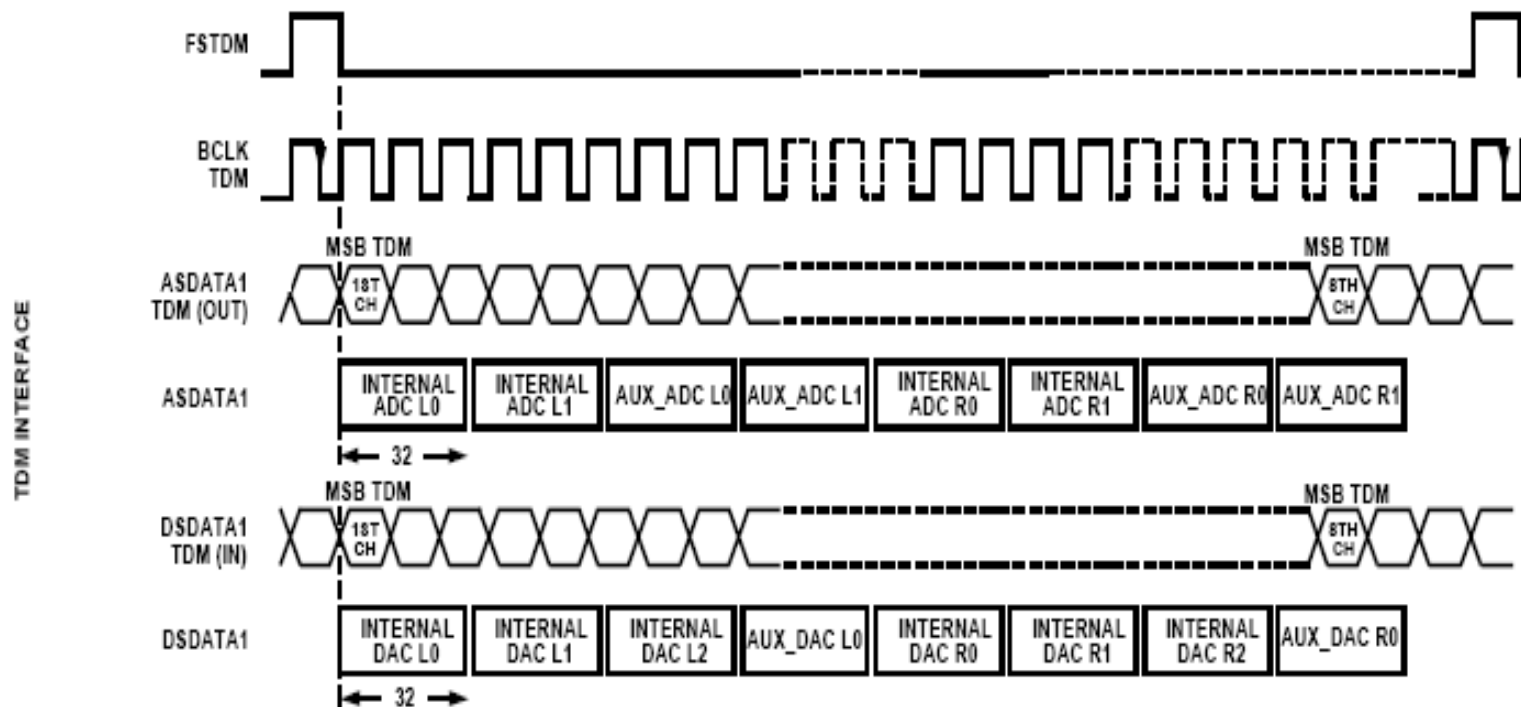 TDM INTERFACE
FSTDM
BCLK
TDM
MSB TDM
MSB TDM
ASDATA1
TDM (OUT)
1ST
CH
8TH
CH
ASDATA1
INTERNAL
ADC L0
INTERNAL
ADC L1
AUX_ADC L0
AUX_ADC L1
INTERNAL
ADC R0
INTERNAL
ADC R1
AUX_ADC R0
AUX_ADC R1
32
MSB TDM
MSB TDM
DSDATA1
TDM (IN)
1ST
CH
8TH
CH
DSDATA1
INTERNAL
DAC L0
INTERNAL
DAC L1
INTERNAL
DAC L2
AUX_DAC L0
INTERNAL
DAC R0
INTERNAL
DAC R1
INTERNAL
DAC R2
AUX_DAC R0
32